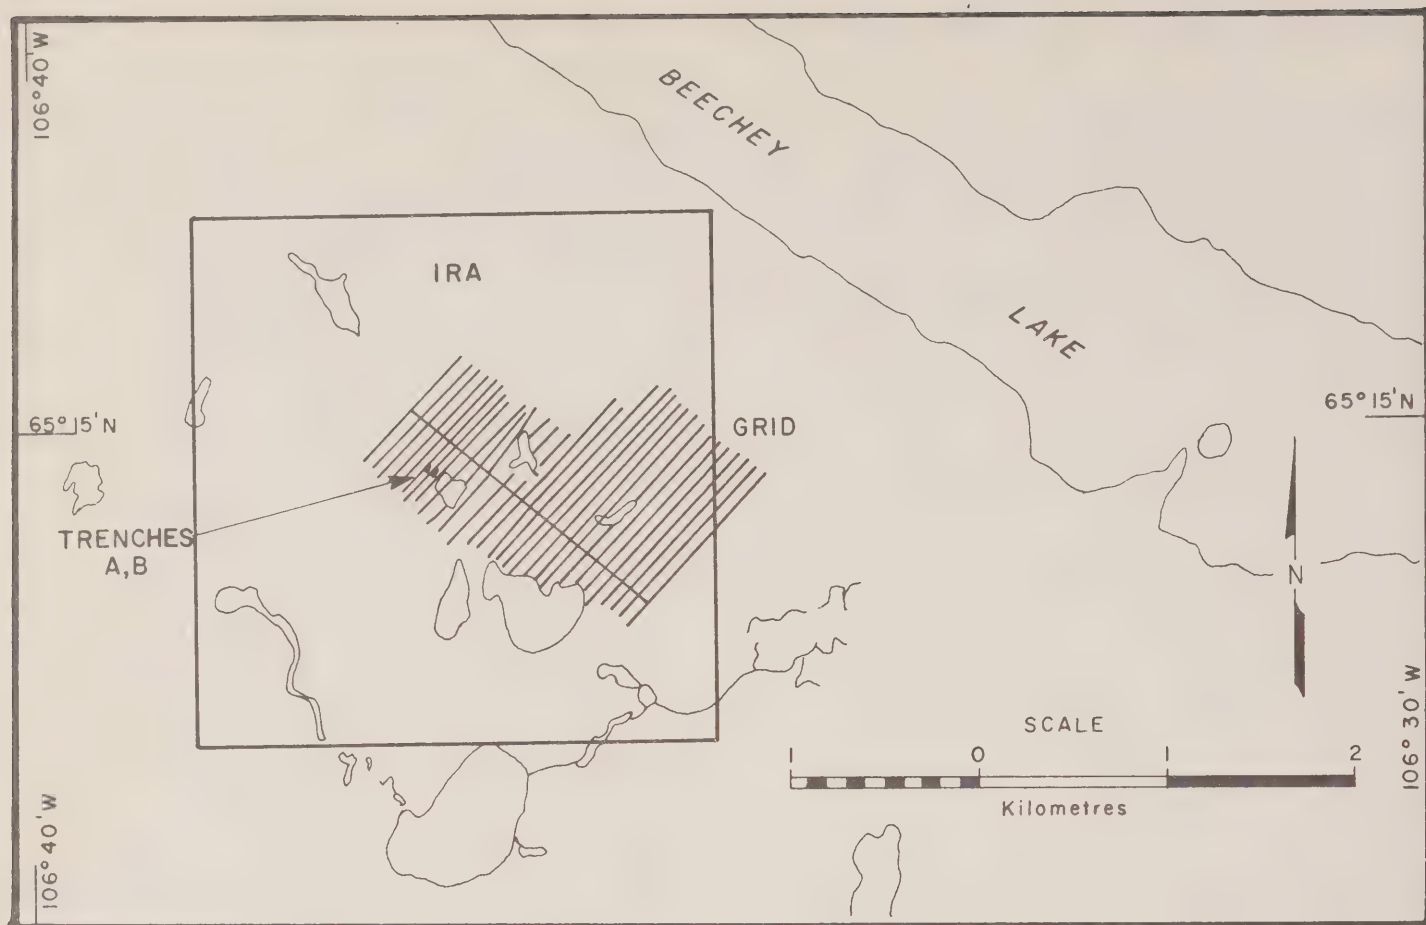 106°40'W
BEECHEY
LAKE
IRA
65°15'N
65°15'N
GRID
TRENCHES
A,B
N
106°30'W
SCALE
1 0 1 2
Kilometres
106°40'W